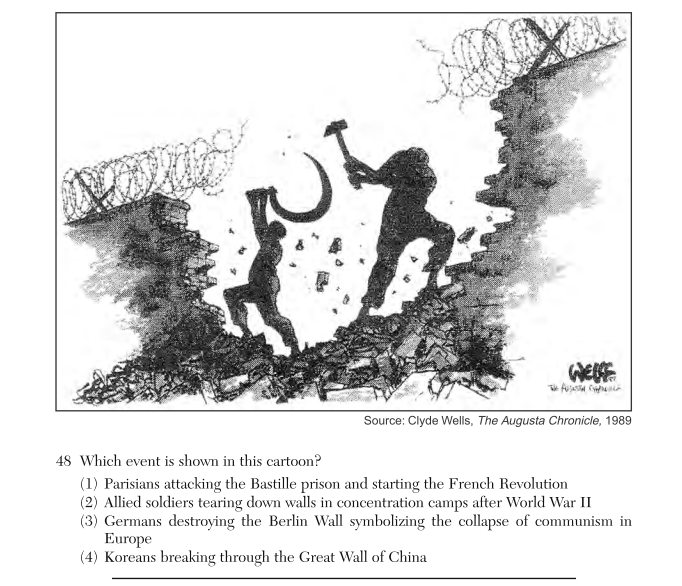 WELLS
THE AUGUSTA CHRONICLE
Source: Clyde Wells, The Augusta Chronicle, 1989
48 Which event is shown in this cartoon?
(1) Parisians attacking the Bastille prison and starting the French Revolution
(2) Allied soldiers tearing down walls in concentration camps after World War II
(3) Germans destroying the Berlin Wall symbolizing the collapse of communism in
Europe
(4) Koreans breaking through the Great Wall of China